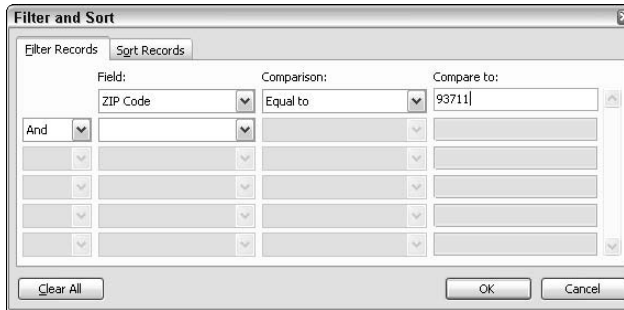 Filter and Sort
Filter Records Sort Records
Field: Comparison: Compare to:
ZIP Code Equal to 93711
And
Clear All OK Cancel